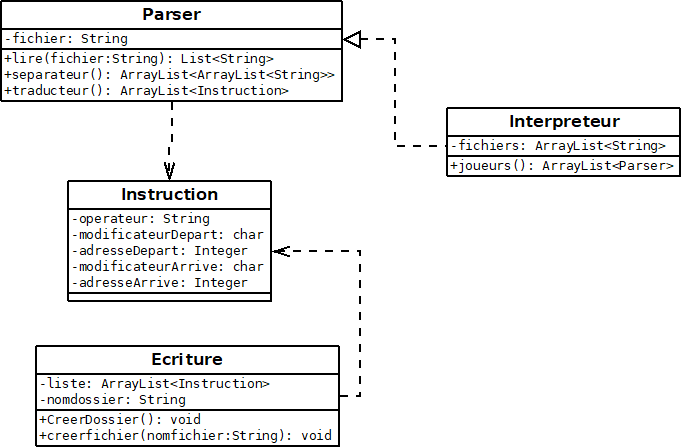 Parser
-fichier: String
+lire(fichier:String): List<String>
+separateur(): ArrayList<ArrayList<String>>
+traducteur(): ArrayList<Instruction>
Interpreteur
-fichiers: ArrayList<String>
+joueurs(): ArrayList<Parser>
Instruction
-operateur: String
-modificateurDepart: char
-adresseDepart: Integer
-modificateurArrive: char
-adresseArrive: Integer
Ecriture
-liste: ArrayList<Instruction>
-nomdossier: String
+CreerDossier(): void
+creerfichier(nomfichier:String): void